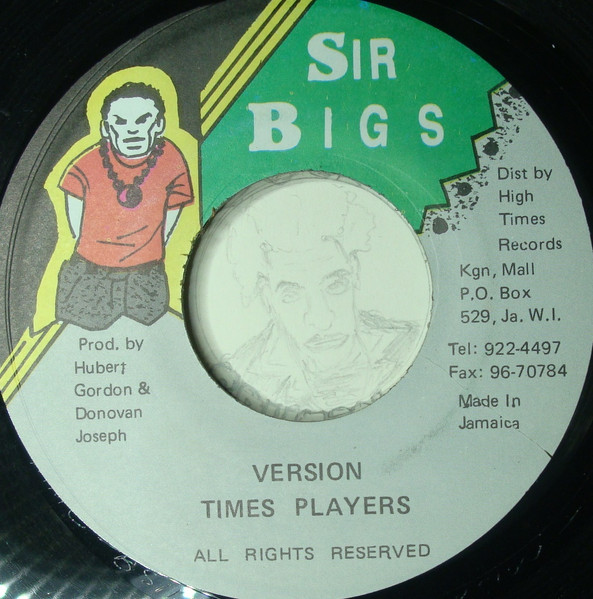 SIR
BIGS
Dist by
High
Times
Records
Kgn, Mall
P.O. Box
529, Ja. W.I.
Tel: 922-4497
Fax: 96-70784
Made In
Jamaica
Prod. by
Hubert
Gordon &
Donovan
Joseph
VERSION
TIMES PLAYERS
ALL RIGHTS RESERVED